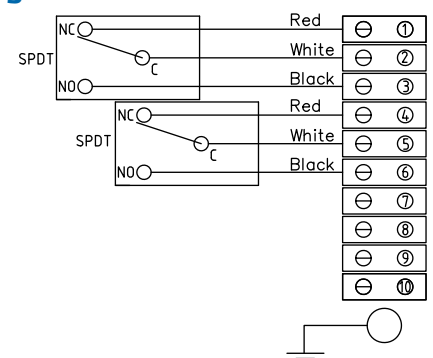 NC Red 1
White 2
SPDT C
NO Black 3
NC Red 4
White 5
SPDT C
NO Black 6
7
8
9
10